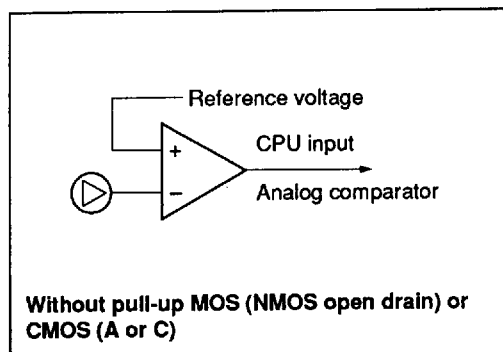 Reference voltage
+
CPU input
−
Analog comparator
Without pull-up MOS (NMOS open drain) or
CMOS (A or C)